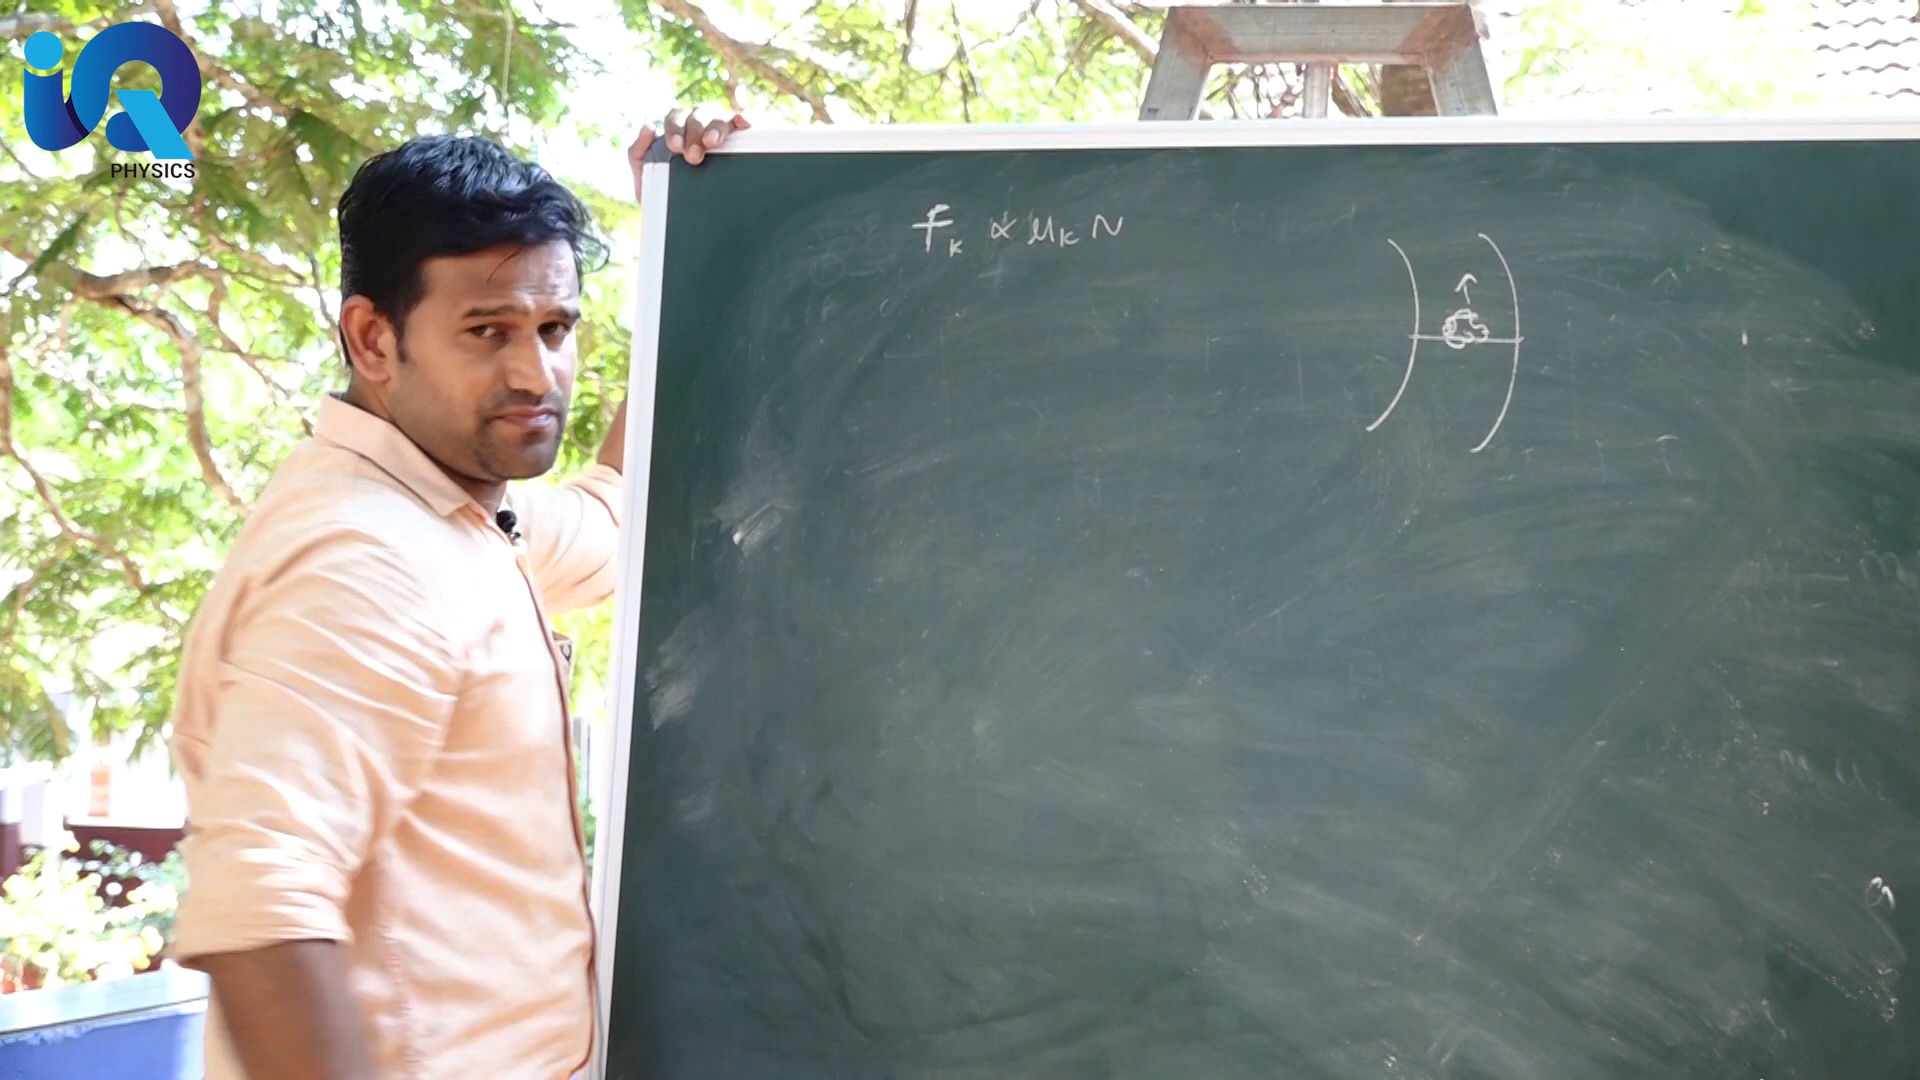 iQ
PHYSICS
fₖ ∝ μₖ N